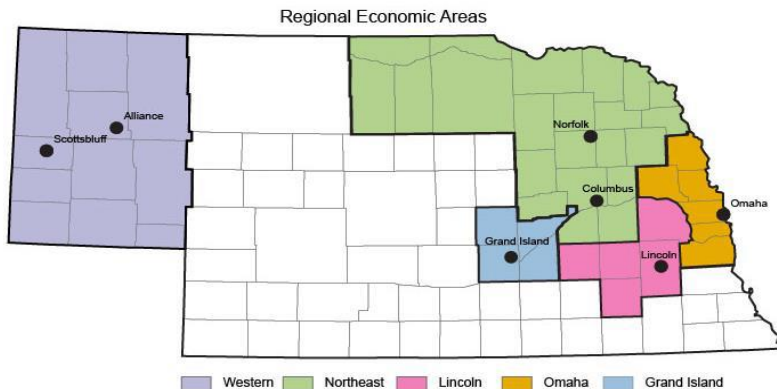 Regional Economic Areas
Alliance
Scottsbluff
Norfolk
Columbus
Omaha
Grand Island
Lincoln
Western Northeast Lincoln Omaha Grand Island